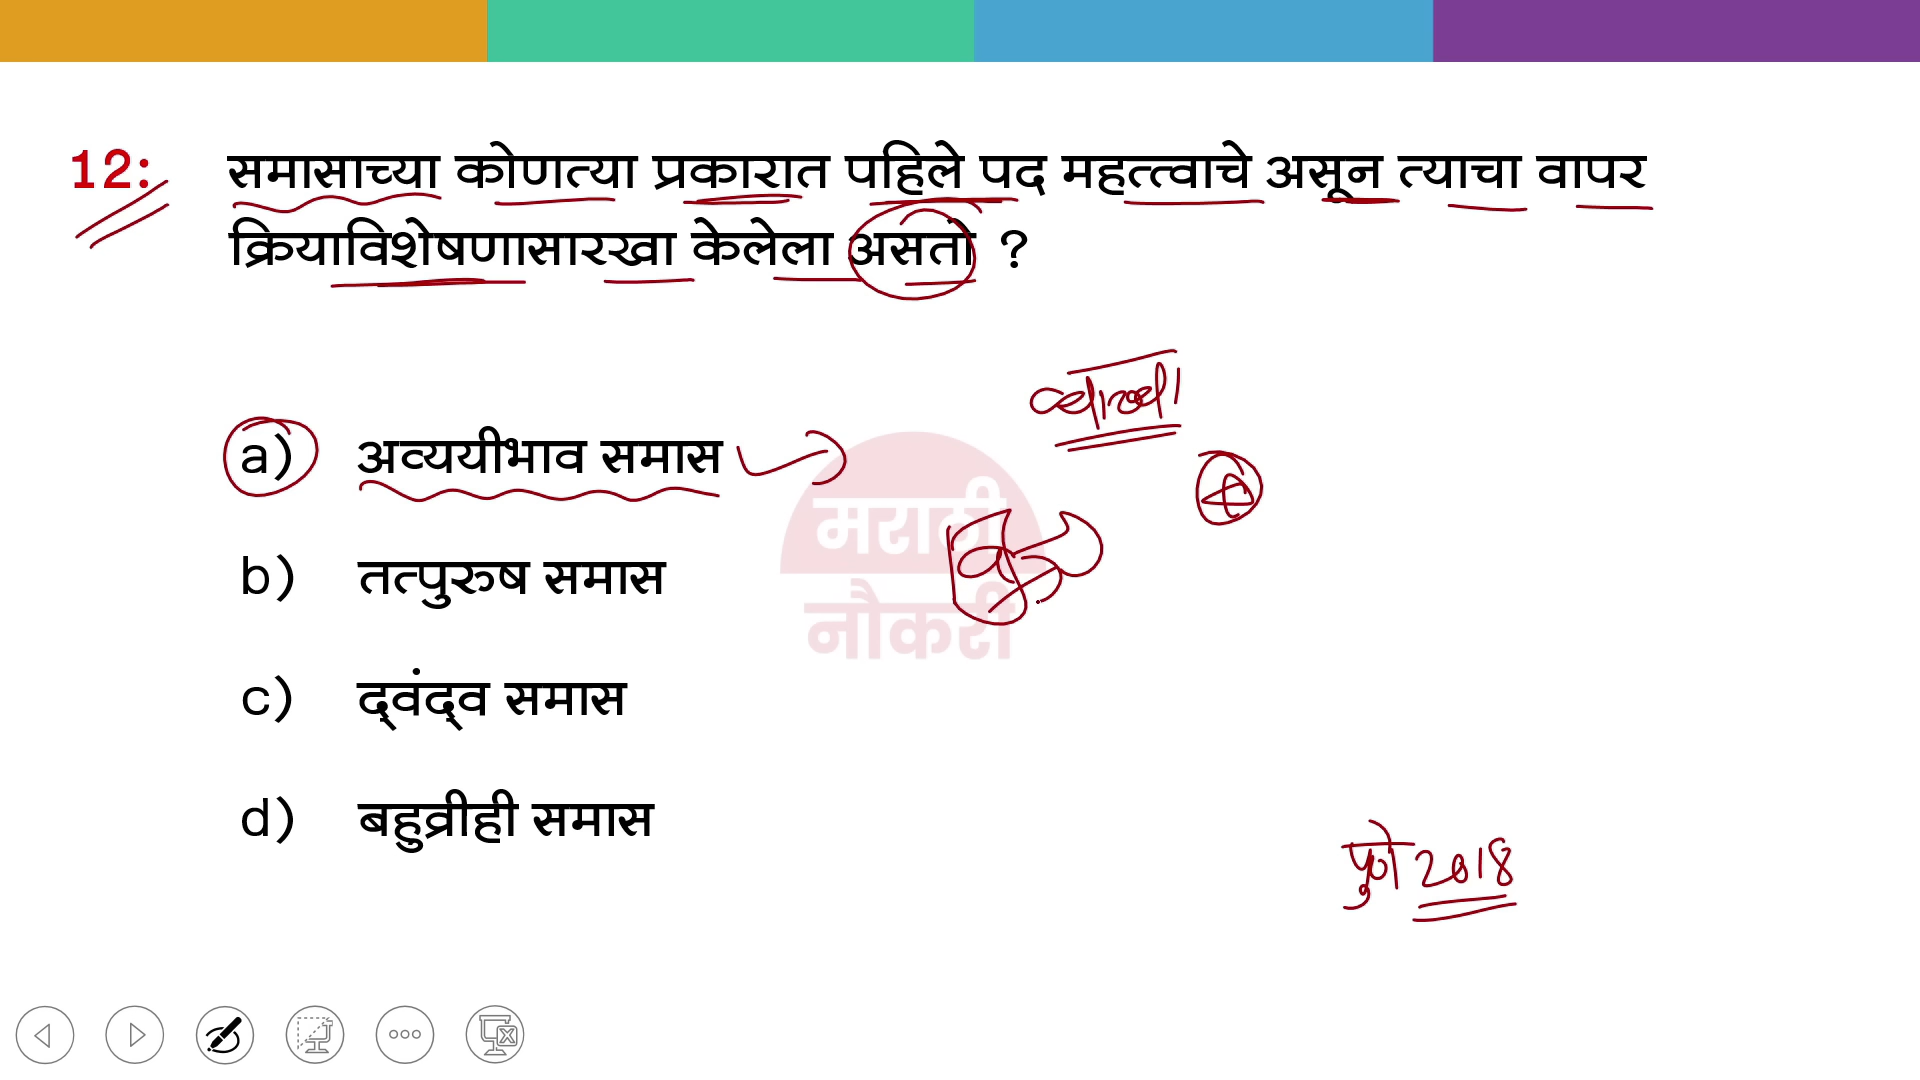 12: समासाच्या कोणत्या प्रकारात पहिले पद महत्त्वाचे असून त्याचा वापर
क्रियाविशेषणासारखा केलेला असतो ?
व्याख्या
a) अव्ययीभाव समास
b) तत्पुरुष समास
c) द्वंद्व समास
d) बहुव्रीही समास
मराठी
नौकरी
पुणे 2018